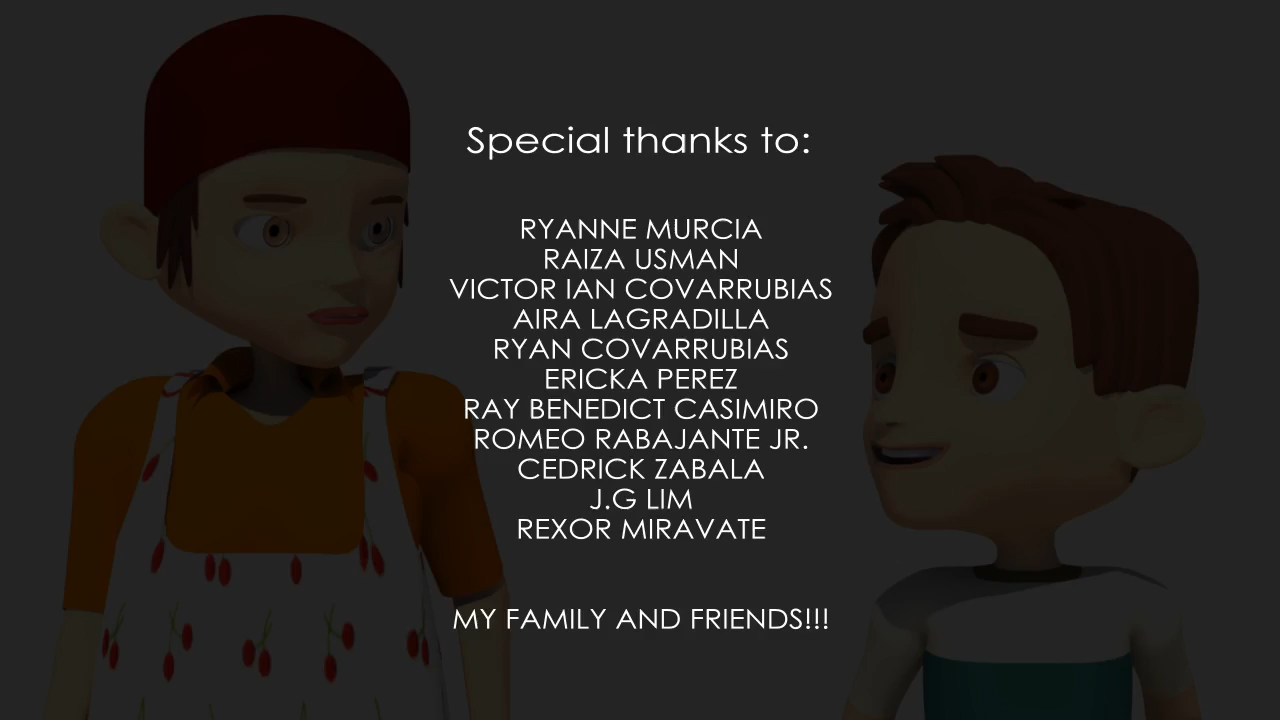 Special thanks to:
RYANNE MURCIA
RAIZA USMAN
VICTOR IAN COVARRUBIAS
AIRA LAGRADILLA
RYAN COVARRUBIAS
ERICKA PEREZ
RAY BENEDICT CASIMIRO
ROMEO RABAJANTE JR.
CEDRICK ZABALA
J.G LIM
REXOR MIRAVATE
MY FAMILY AND FRIENDS!!!